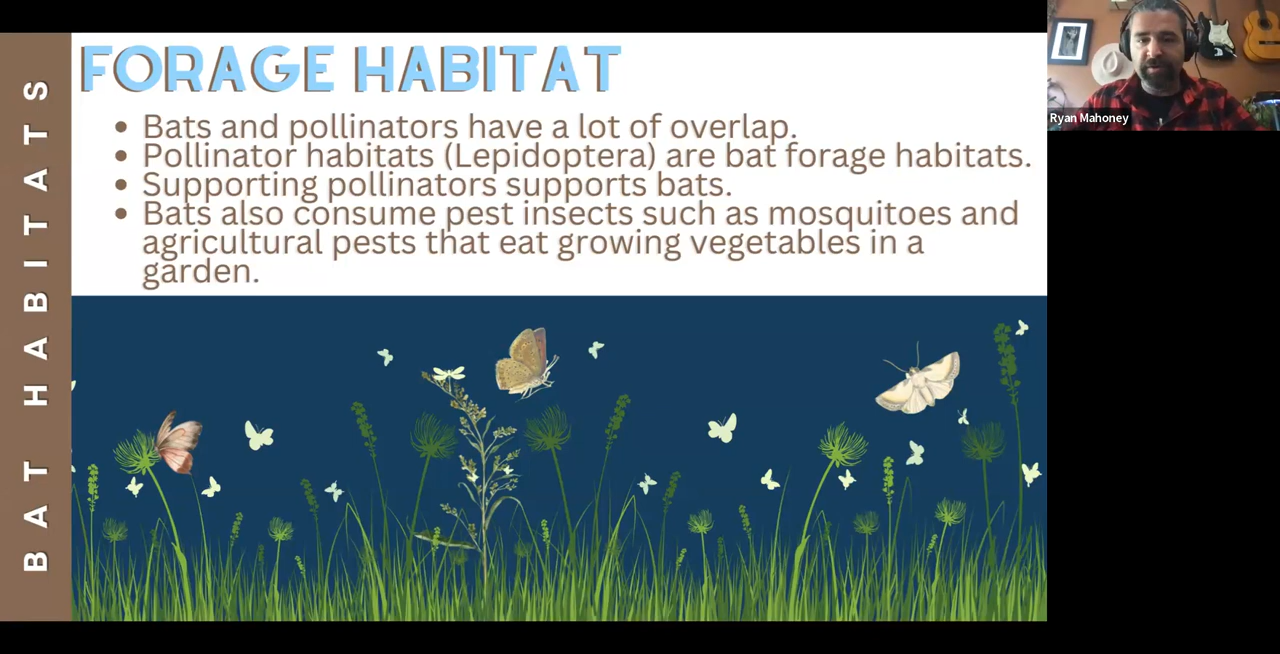 BAT HABITATS
FORAGE HABITAT
• Bats and pollinators have a lot of overlap.
• Pollinator habitats (Lepidoptera) are bat forage habitats.
• Supporting pollinators supports bats.
• Bats also consume pest insects such as mosquitoes and
agricultural pests that eat growing vegetables in a
garden.
Ryan Mahoney